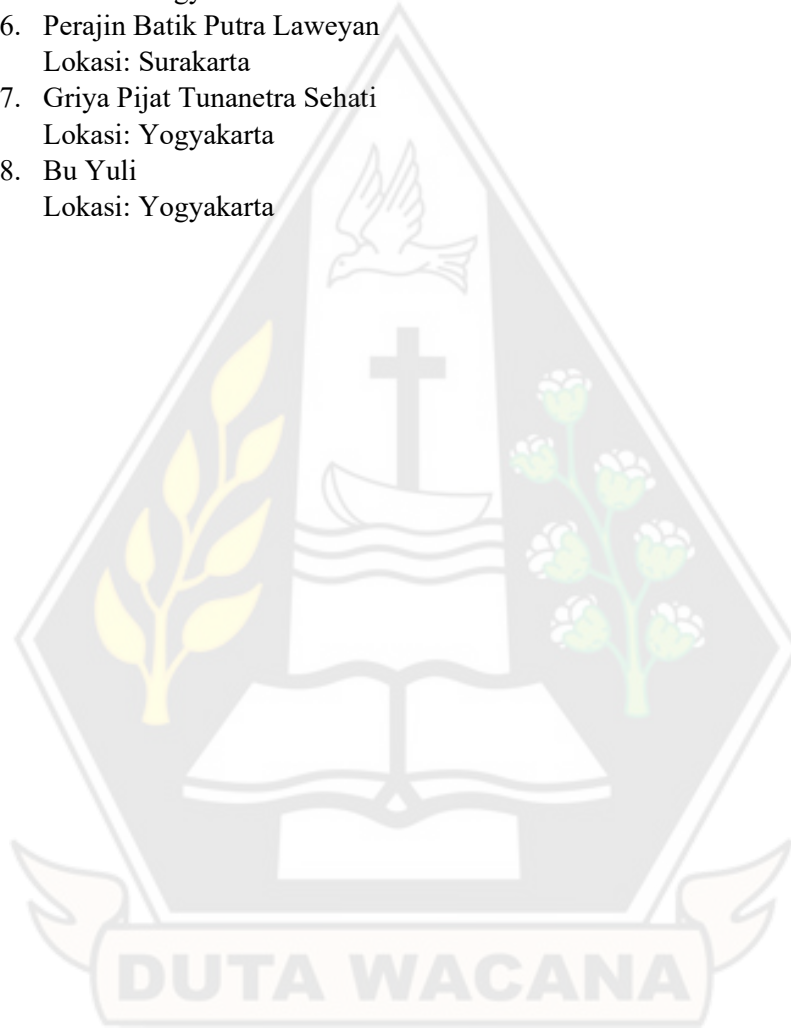 6. Perajin Batik Putra Laweyan
Lokasi: Surakarta
7. Griya Pijat Tunanetra Sehati
Lokasi: Yogyakarta
8. Bu Yuli
Lokasi: Yogyakarta
DUTA WACANA